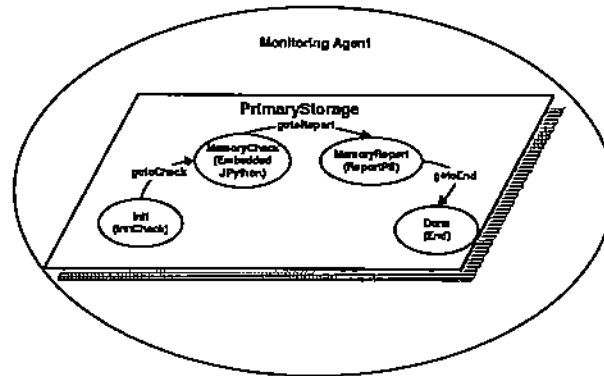 Monitoring Agent
PrimaryStorage
gotoReport
MemoryCheck
(Embedded
JPython)
MemoryReport
(ReportPS)
gotoCheck
gotoEnd
Init
(InitCheck)
Done
(End)